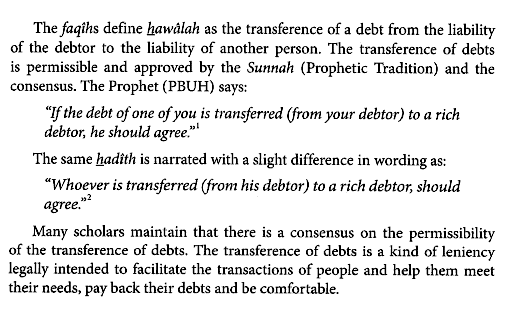 The faqîhs define ḥawâlah as the transference of a debt from the liability
of the debtor to the liability of another person. The transference of debts
is permissible and approved by the Sunnah (Prophetic Tradition) and the
consensus. The Prophet (PBUH) says:
“If the debt of one of you is transferred (from your debtor) to a rich
debtor, he should agree.”¹
The same ḥadîth is narrated with a slight difference in wording as:
“Whoever is transferred (from his debtor) to a rich debtor, should
agree.”²
Many scholars maintain that there is a consensus on the permissibility
of the transference of debts. The transference of debts is a kind of leniency
legally intended to facilitate the transactions of people and help them meet
their needs, pay back their debts and be comfortable.